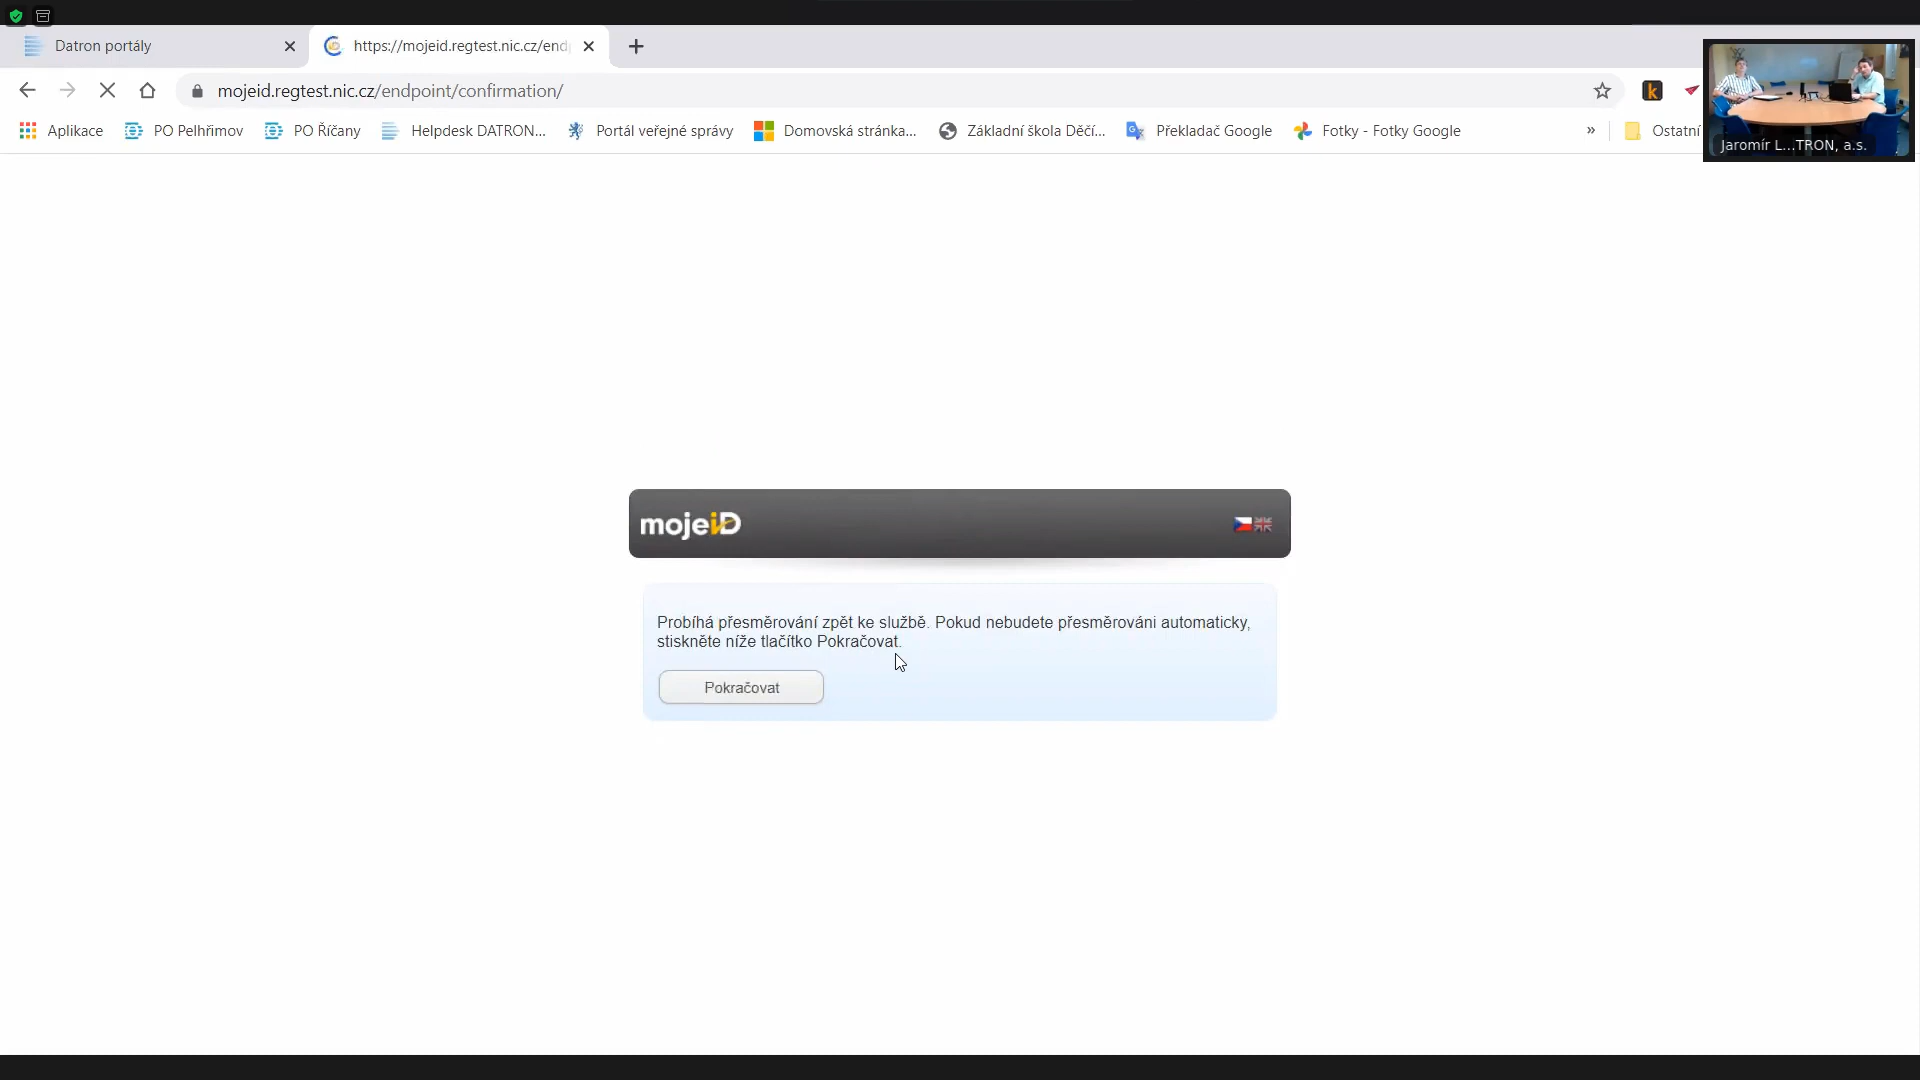 Datron portály
https://mojeid.regtest.nic.cz/end
mojeid.regtest.nic.cz/endpoint/confirmation/
Aplikace PO Pelhřimov PO Říčany Helpdesk DATRON... Portál veřejné správy Domovská stránka... Základní škola Děčí... Překladač Google Fotky - Fotky Google » Ostatní
Jaromír L...TRON, a.s.
mojeiD
Probíhá přesměrování zpět ke službě. Pokud nebudete přesměrováni automaticky,
stiskněte níže tlačítko Pokračovat.
Pokračovat